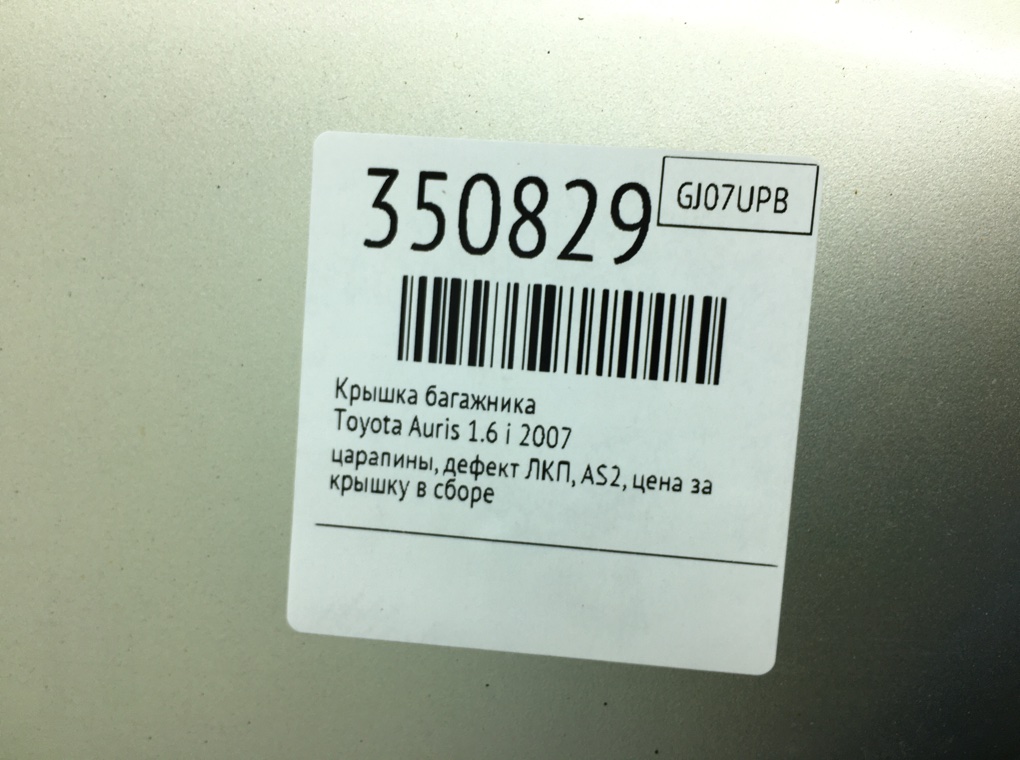 350829
GJ07UPB
Крышка багажника
Toyota Auris 1.6 i 2007
царапины, дефект ЛКП, AS2, цена за
крышку в сборе